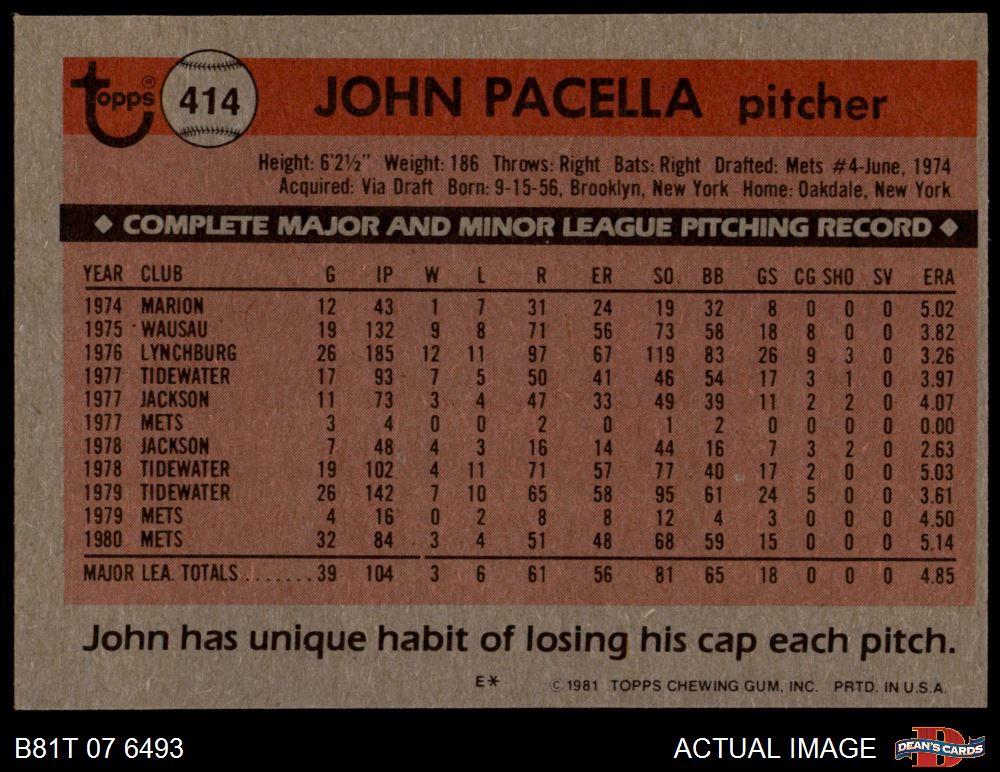 Topps® 414 JOHN PACELLA pitcher
Height: 6'2½" Weight: 186 Throws: Right Bats: Right Drafted: Mets #4-June, 1974
Acquired: Via Draft Born: 9-15-56, Brooklyn, New York Home: Oakdale, New York
◆ COMPLETE MAJOR AND MINOR LEAGUE PITCHING RECORD ◆
YEAR CLUB G IP W L R ER SO BB GS CG SHO SV ERA
1974 MARION 12 43 1 7 31 24 19 32 8 0 0 0 5.02
1975 WAUSAU 19 132 9 8 71 56 73 58 18 8 0 0 3.82
1976 LYNCHBURG 26 185 12 11 97 67 119 83 26 9 3 0 3.26
1977 TIDEWATER 17 93 7 5 50 41 46 54 17 3 1 0 3.97
1977 JACKSON 11 73 3 4 47 33 49 39 11 2 2 0 4.07
1977 METS 3 4 0 0 2 0 1 2 0 0 0 0 0.00
1978 JACKSON 7 48 4 3 16 14 44 16 7 3 2 0 2.63
1978 TIDEWATER 19 102 4 11 71 57 77 40 17 2 0 0 5.03
1979 TIDEWATER 26 142 7 10 65 58 95 61 24 5 0 0 3.61
1979 METS 4 16 0 2 8 8 12 4 3 0 0 0 4.50
1980 METS 32 84 3 4 51 48 68 59 15 0 0 0 5.14
MAJOR LEA. TOTALS.......39 104 3 6 61 56 81 65 18 0 0 0 4.85
John has unique habit of losing his cap each pitch.
E* © 1981 TOPPS CHEWING GUM, INC. PRTD. IN U.S.A.
B81T 07 6493 ACTUAL IMAGE D DEAN'S CARDS